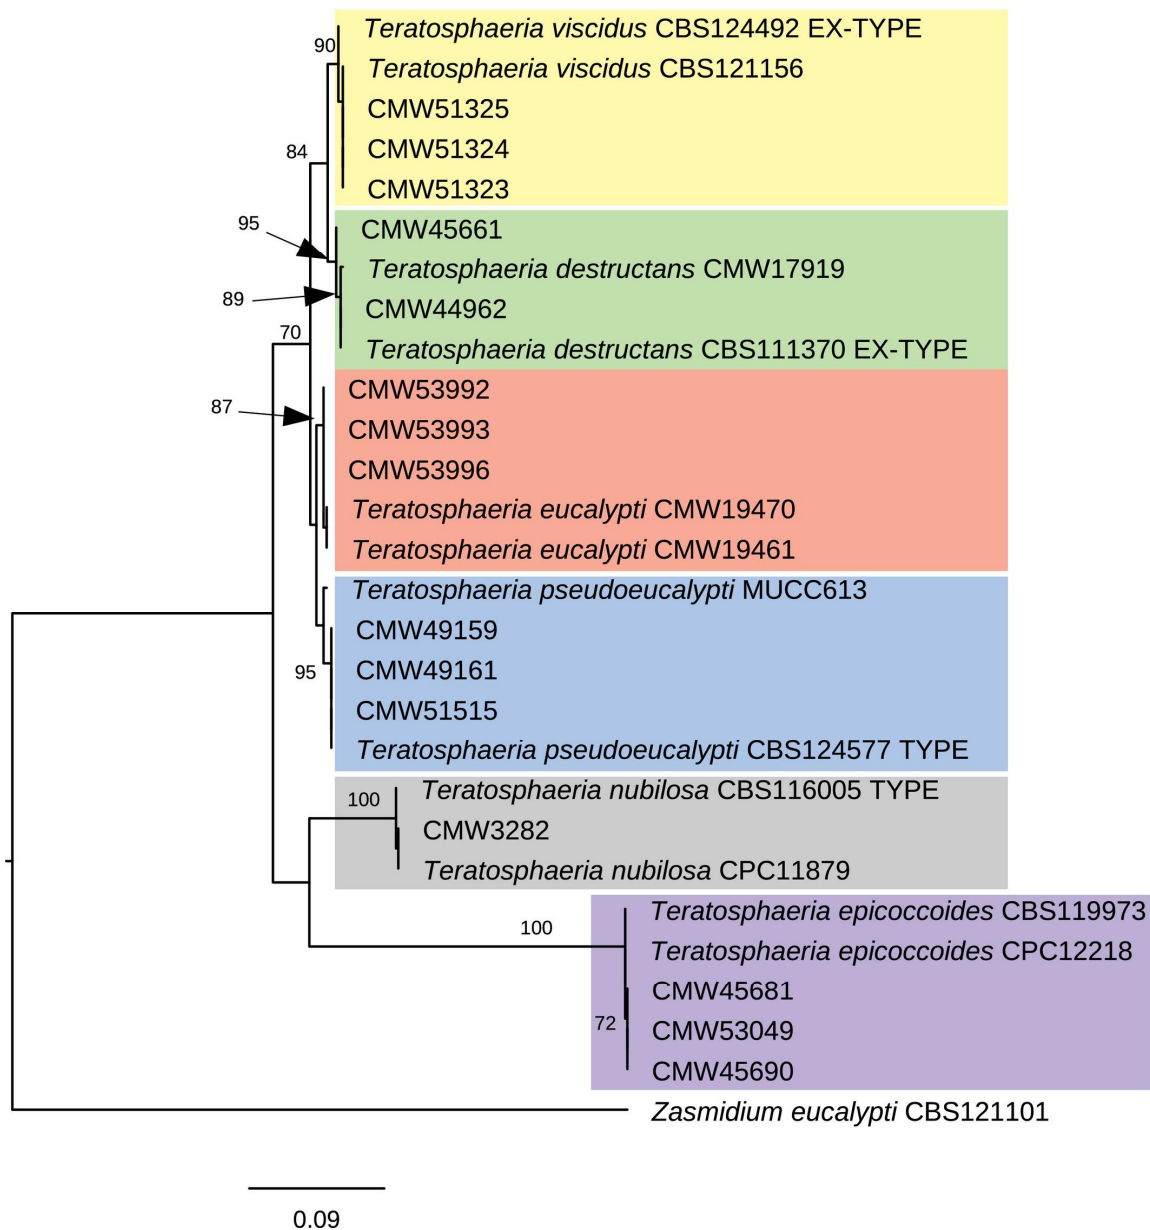 Teratosphaeria viscidus CBS124492 EX-TYPE
90
Teratosphaeria viscidus CBS121156
CMW51325
CMW51324
84
CMW51323
95
CMW45661
Teratosphaeria destructans CMW17919
89
CMW44962
70
Teratosphaeria destructans CBS111370 EX-TYPE
CMW53992
87
CMW53993
CMW53996
Teratosphaeria eucalypti CMW19470
Teratosphaeria eucalypti CMW19461
Teratosphaeria pseudoeucalypti MUCC613
CMW49159
95
CMW49161
CMW51515
Teratosphaeria pseudoeucalypti CBS124577 TYPE
Teratosphaeria nubilosa CBS116005 TYPE
100
CMW3282
Teratosphaeria nubilosa CPC11879
Teratosphaeria epicoccoides CBS119973
100
Teratosphaeria epicoccoides CPC12218
CMW45681
72
CMW53049
CMW45690
Zasmidium eucalypti CBS121101
0.09